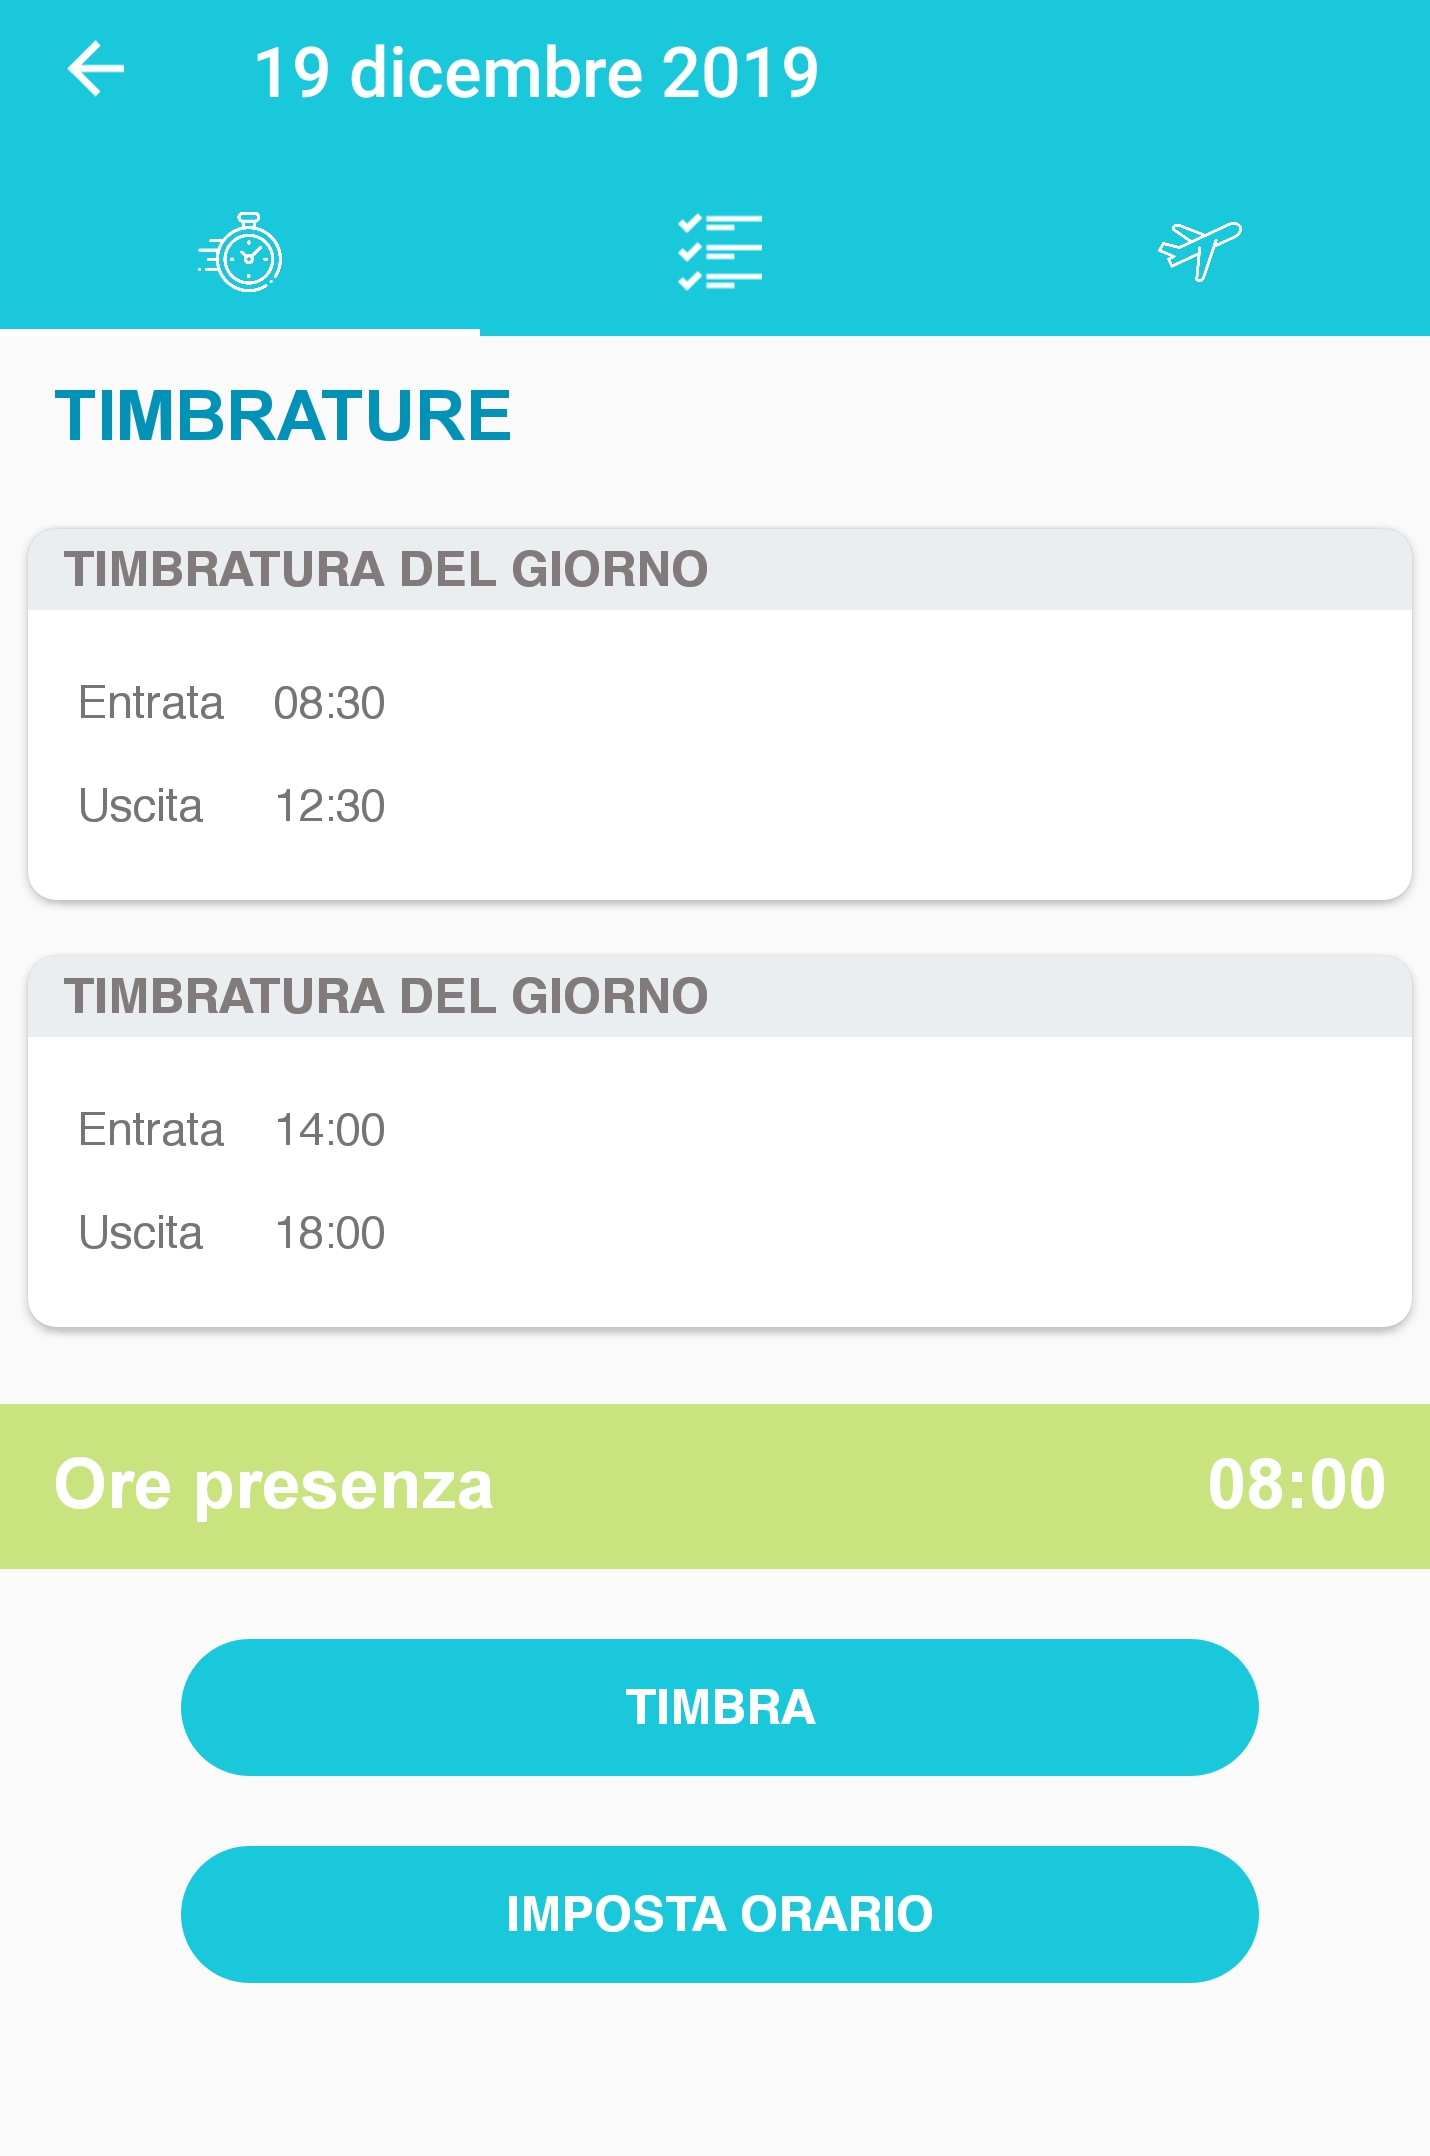 19 dicembre 2019
TIMBRATURE
TIMBRATURA DEL GIORNO
Entrata 08:30
Uscita 12:30
TIMBRATURA DEL GIORNO
Entrata 14:00
Uscita 18:00
Ore presenza 08:00
TIMBRA
IMPOSTA ORARIO